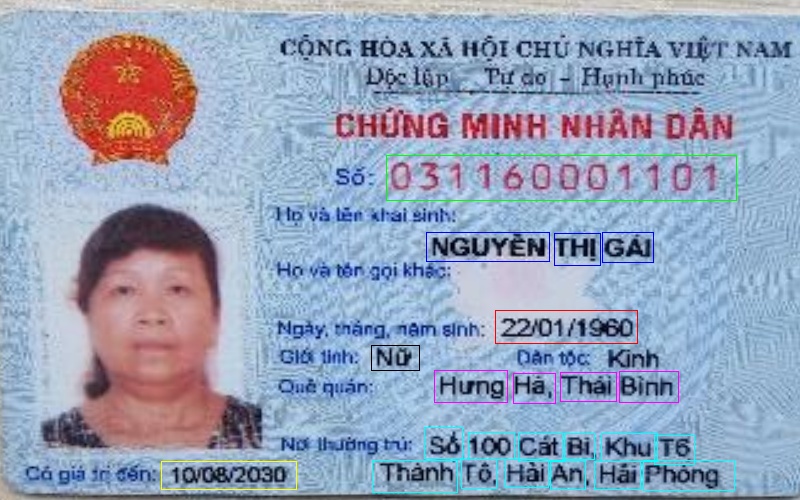 CỘNG HÒA XÃ HỘI CHỦ NGHĨA VIỆT NAM
Độc lập _ Tự do – Hạnh phúc
CHỨNG MINH NHÂN DÂN
Số: 031160001101
Họ và tên khai sinh:
NGUYỄN THỊ GÁI
Họ và tên gọi khác:
Ngày, tháng, năm sinh: 22/01/1960
Giới tính: Nữ Dân tộc: Kinh
Quê quán: Hưng Hà, Thái Bình
Nơi thường trú: Số 100 Cát Bi, Khu T6
Có giá trị đến: 10/08/2030 Thành Tô, Hải An, Hải Phòng